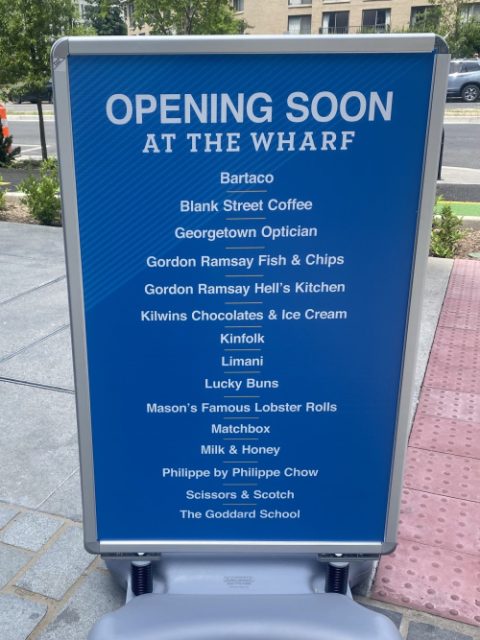 OPENING SOON
AT THE WHARF
Bartaco
Blank Street Coffee
Georgetown Optician
Gordon Ramsay Fish & Chips
Gordon Ramsay Hell's Kitchen
Kilwins Chocolates & Ice Cream
Kinfolk
Limani
Lucky Buns
Mason's Famous Lobster Rolls
Matchbox
Milk & Honey
Philippe by Philippe Chow
Scissors & Scotch
The Goddard School